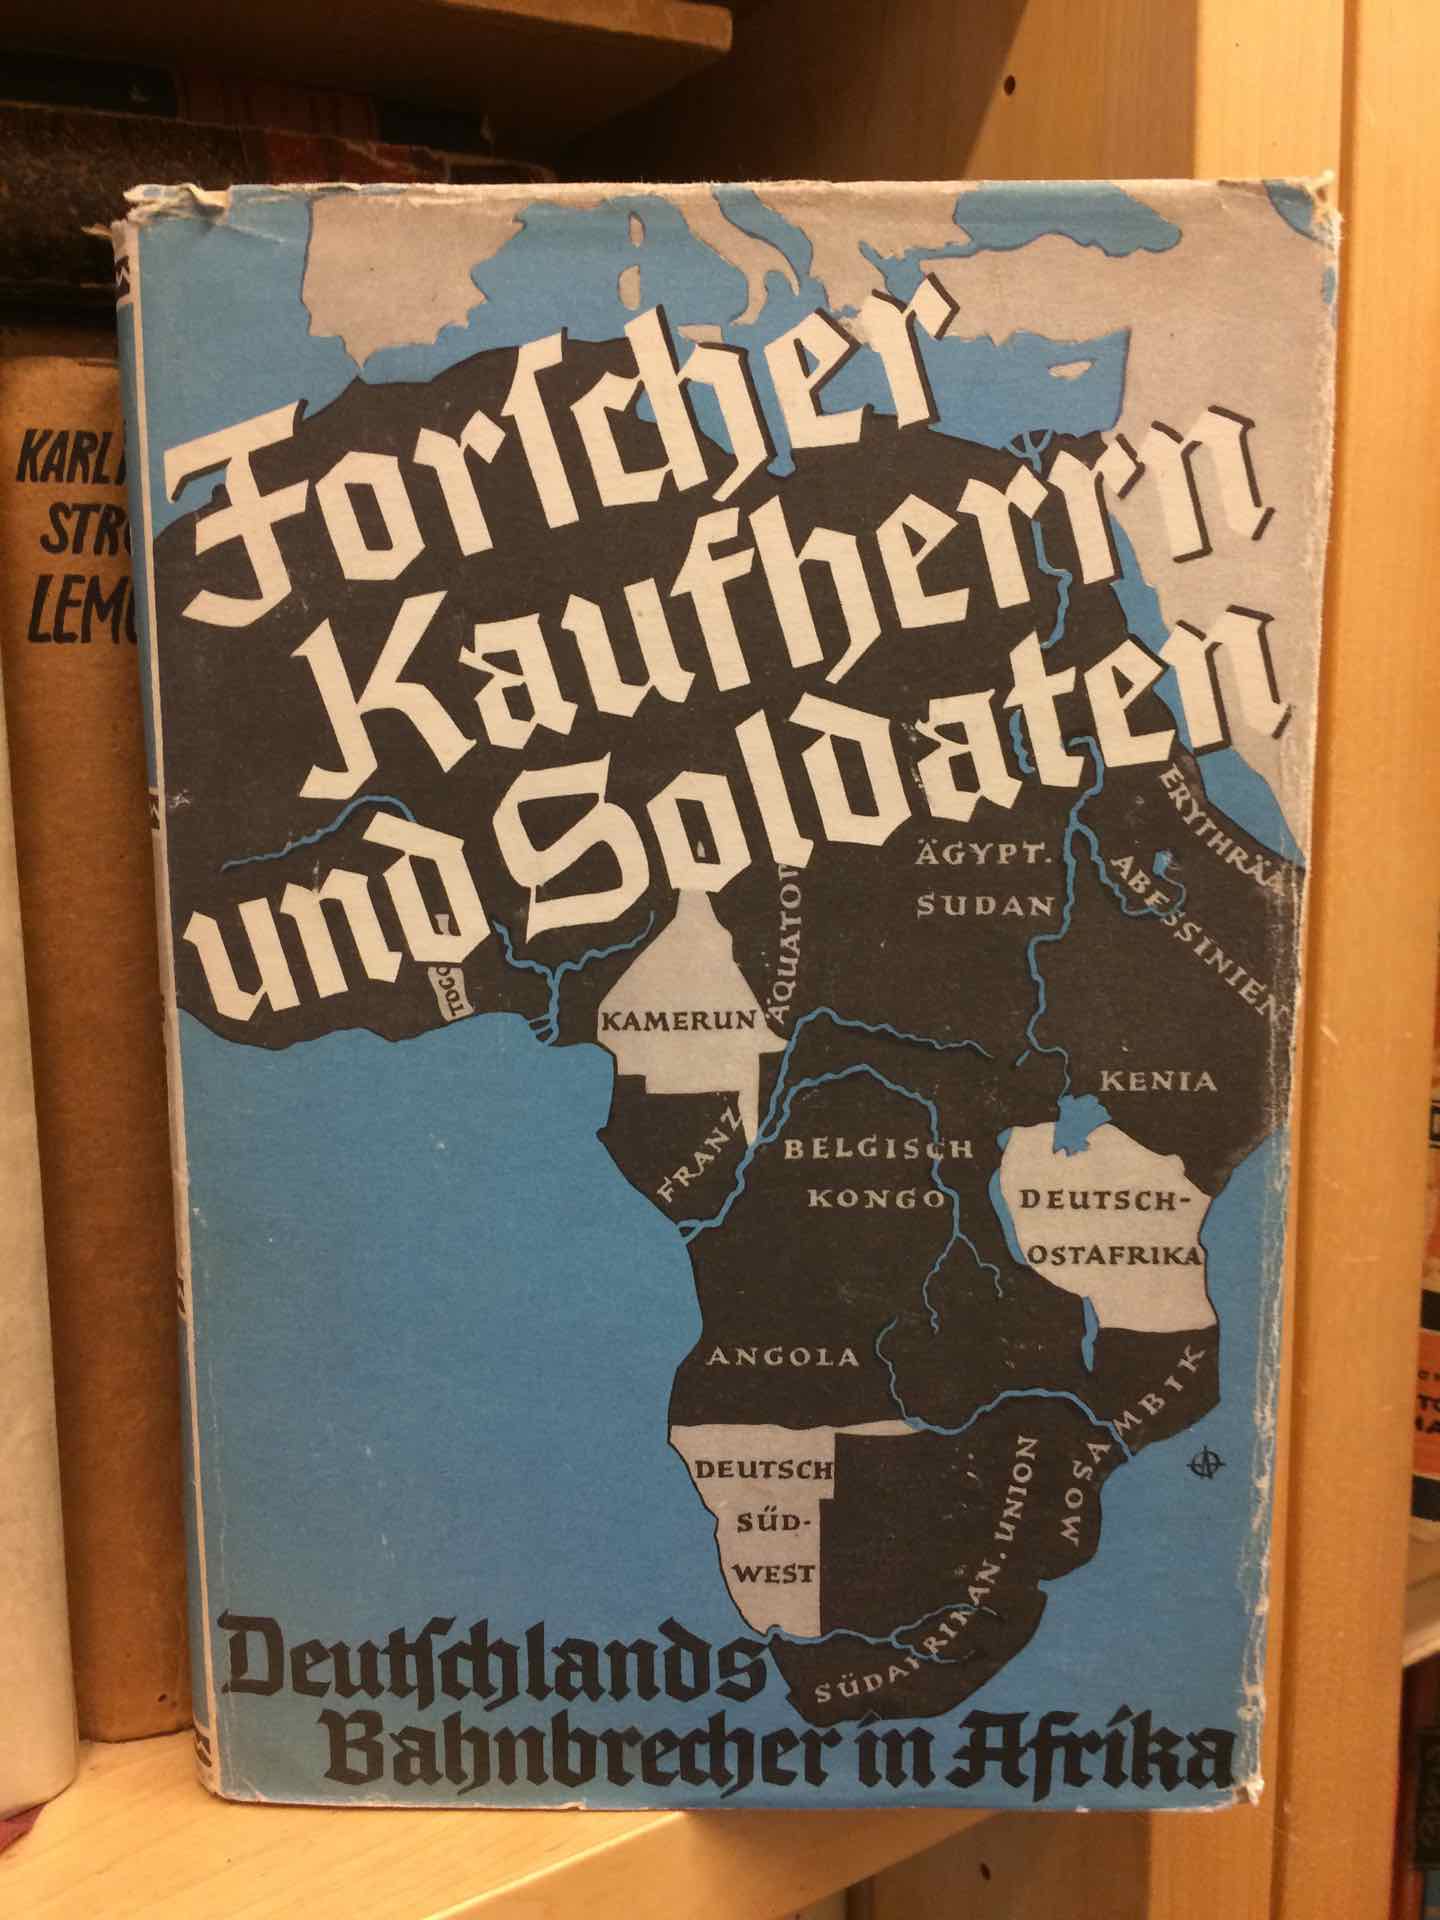 Forscher
Kaufherrn
und Soldaten
ERYTHRÄA
ABESSINIEN
ÄGYPT.
SUDAN
TOGO
KAMERUN
KENIA
FRANZ
BELGISCH
KONGO
DEUTSCH-
OSTAFRIKA
ANGOLA
MOSAMBIK
DEUTSCH
SÜD-
WEST
SÜDAFRIKAN. UNION
Deutschlands
Bahnbrecher in Afrika
KARL